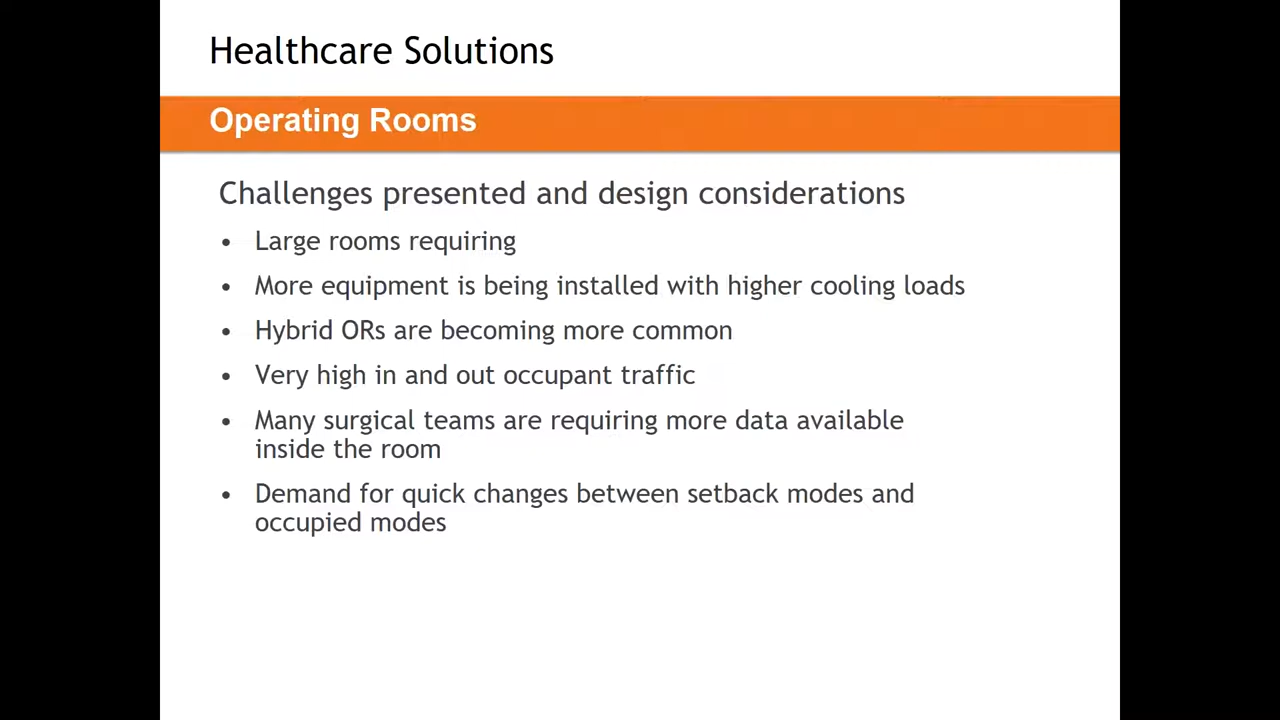 Healthcare Solutions
Operating Rooms
Challenges presented and design considerations
• Large rooms requiring
• More equipment is being installed with higher cooling loads
• Hybrid ORs are becoming more common
• Very high in and out occupant traffic
• Many surgical teams are requiring more data available
inside the room
• Demand for quick changes between setback modes and
occupied modes